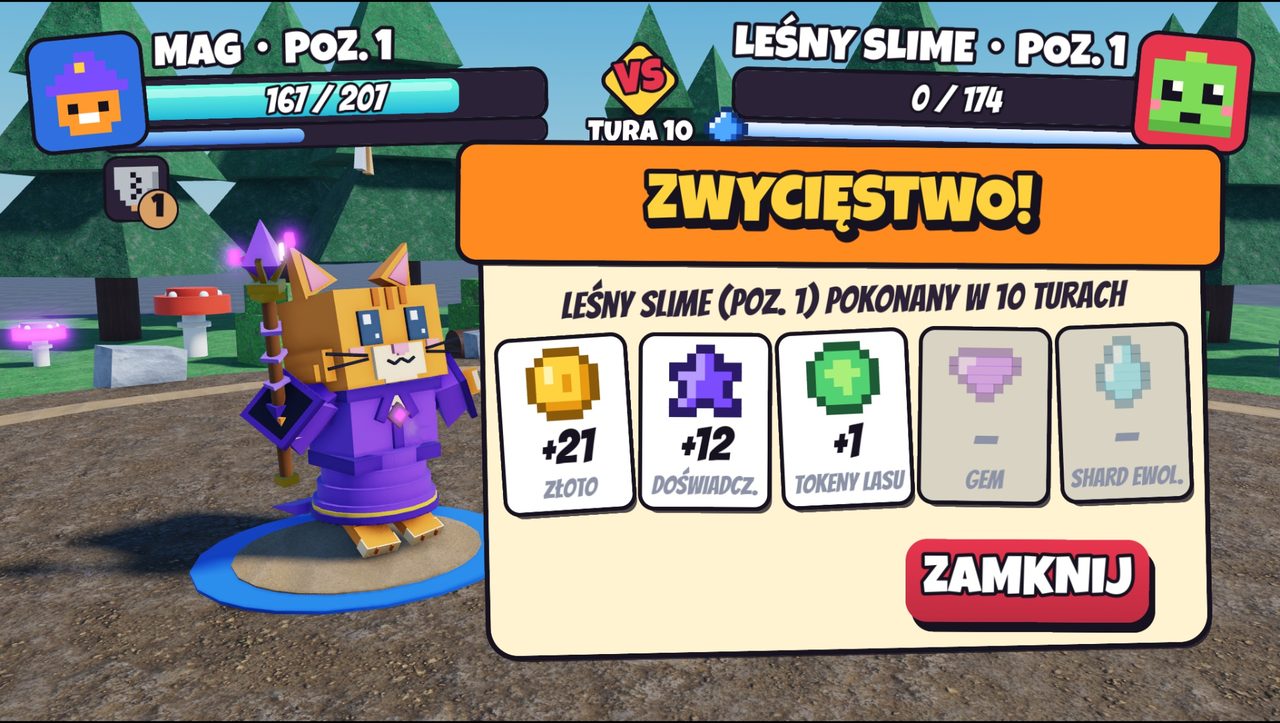 MAG • POZ. 1
167 / 207
1
VS
TURA 10
LEŚNY SLIME • POZ. 1
0 / 174
ZWYCIĘSTWO!
LEŚNY SLIME (POZ. 1) POKONANY W 10 TURACH
+21
ZŁOTO
+12
DOŚWIADCZ.
+1
TOKENY LASU
-
GEM
-
SHARD EWOL.
ZAMKNIJ